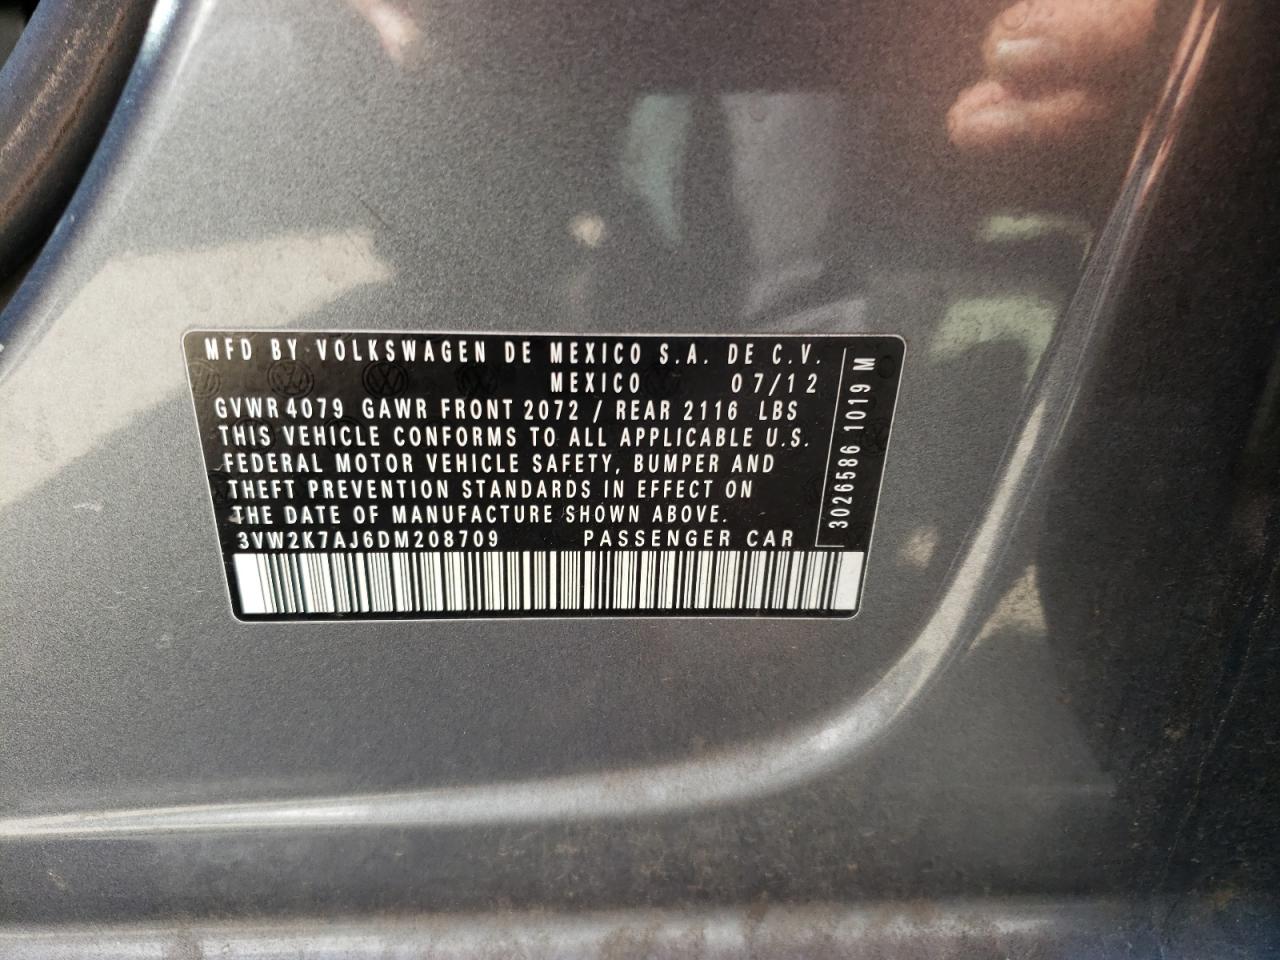 MFD BY VOLKSWAGEN DE MEXICO S.A. DE C.V.
MEXICO 07/12
GVWR 4079 GAWR FRONT 2072 / REAR 2116 LBS
THIS VEHICLE CONFORMS TO ALL APPLICABLE U.S.
FEDERAL MOTOR VEHICLE SAFETY, BUMPER AND
THEFT PREVENTION STANDARDS IN EFFECT ON
THE DATE OF MANUFACTURE SHOWN ABOVE.
3VW2K7AJ6DM208709 PASSENGER CAR
3026586 1019 M